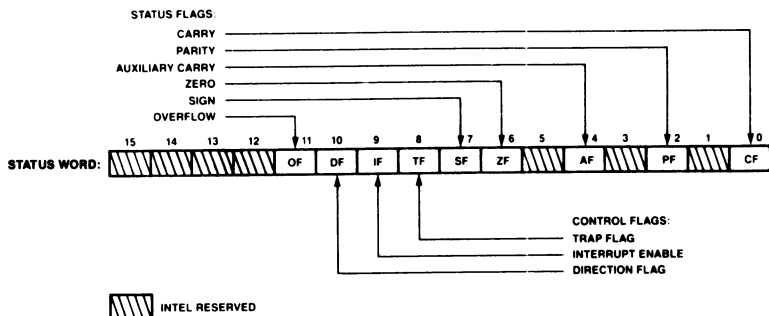 STATUS FLAGS:
CARRY
PARITY
AUXILIARY CARRY
ZERO
SIGN
OVERFLOW
15 14 13 12 11 10 9 8 7 6 5 4 3 2 1 0
STATUS WORD: OF DF IF TF SF ZF AF PF CF
CONTROL FLAGS:
TRAP FLAG
INTERRUPT ENABLE
DIRECTION FLAG
INTEL RESERVED